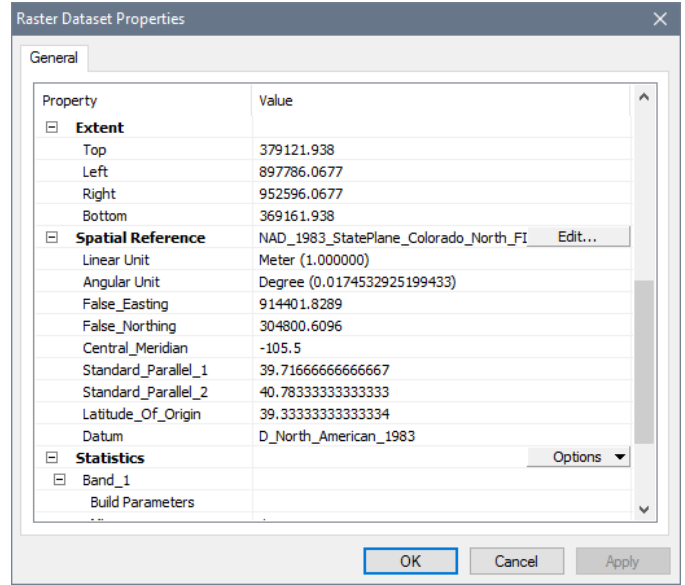 Raster Dataset Properties
General
Property Value
Extent
Top 379121.938
Left 897786.0677
Right 952596.0677
Bottom 369161.938
Spatial Reference NAD_1983_StatePlane_Colorado_North_FI Edit...
Linear Unit Meter (1.000000)
Angular Unit Degree (0.0174532925199433)
False_Easting 914401.8289
False_Northing 304800.6096
Central_Meridian -105.5
Standard_Parallel_1 39.71666666666667
Standard_Parallel_2 40.78333333333333
Latitude_Of_Origin 39.33333333333334
Datum D_North_American_1983
Statistics Options
Band_1
Build Parameters
OK Cancel Apply